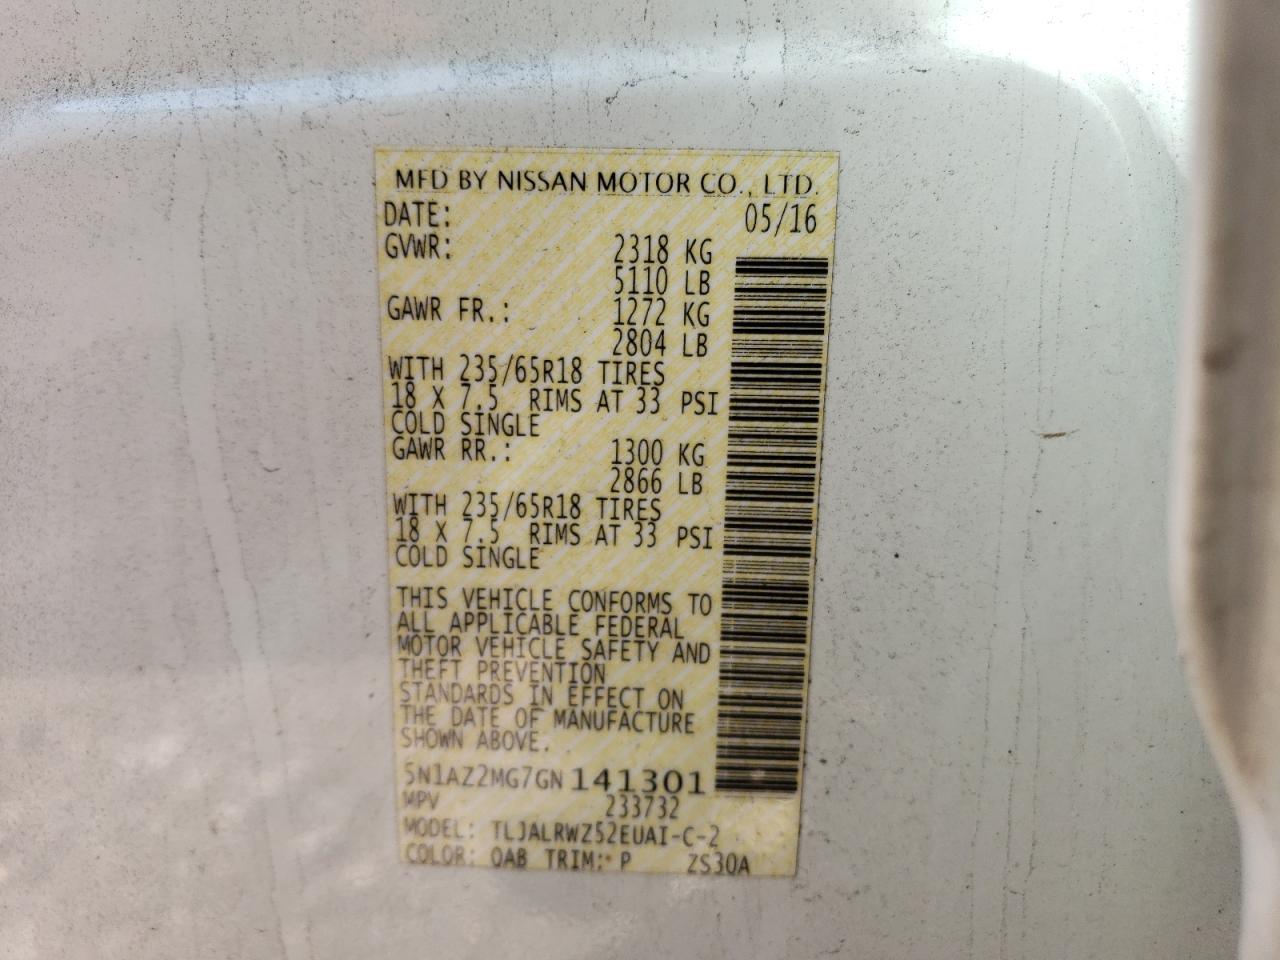 MFD BY NISSAN MOTOR CO., LTD.
DATE: 05/16
GVWR: 2318 KG
5110 LB
GAWR FR.: 1272 KG
2804 LB
WITH 235/65R18 TIRES
18 X 7.5 RIMS AT 33 PSI
COLD SINGLE
GAWR RR.: 1300 KG
2866 LB
WITH 235/65R18 TIRES
18 X 7.5 RIMS AT 33 PSI
COLD SINGLE
THIS VEHICLE CONFORMS TO
ALL APPLICABLE FEDERAL
MOTOR VEHICLE SAFETY AND
THEFT PREVENTION
STANDARDS IN EFFECT ON
THE DATE OF MANUFACTURE
SHOWN ABOVE.
5N1AZ2MG7GN141301
MPV 233732
MODEL: TLJALRWZ52EUAI-C-2
COLOR: QAB TRIM: P ZS30A